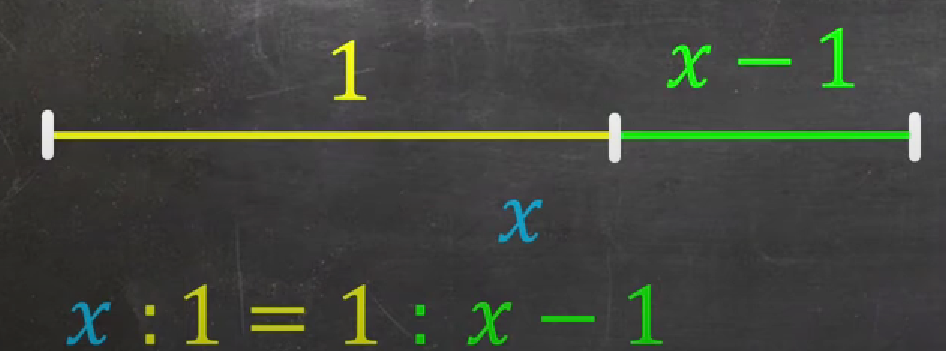 1
x − 1
x
x : 1 = 1 : x − 1